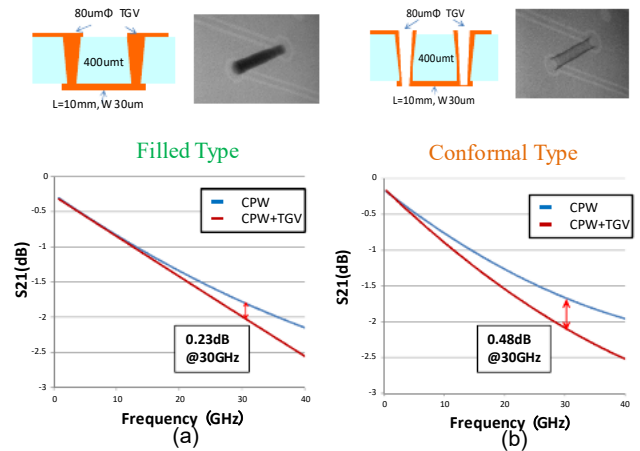 80umΦ TGV
400umt
L=10mm, W 30um
80umΦ TGV
400umt
L=10mm, W30um
Filled Type
Conformal Type
0
-0.5
-1
-1.5
-2
-2.5
-3
S21(dB)
CPW
CPW+TGV
0.23dB
@30GHz
0
10
20
30
40
Frequency (GHz)
(a)
0
-0.5
-1
-1.5
-2
-2.5
-3
S21(dB)
CPW
CPW+TGV
0.48dB
@30GHz
0
10
20
30
40
Frequency (GHz)
(b)